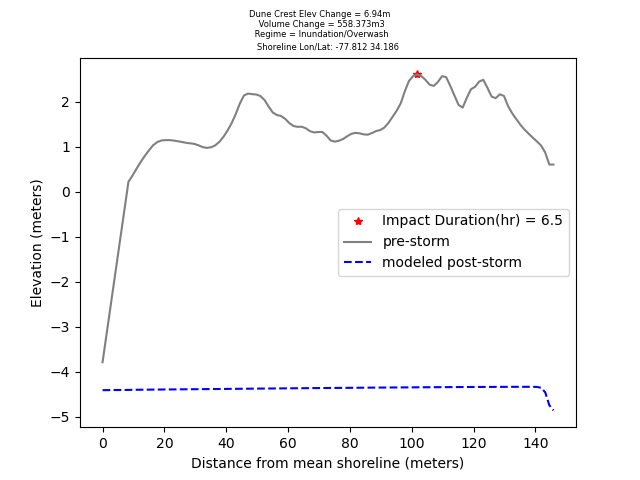 Dune Crest Elev Change = 6.94m
Volume Change = 558.373m3
Regime = Inundation/Overwash
Shoreline Lon/Lat: -77.812 34.186
Elevation (meters)
2
1
0
−1
−2
−3
−4
−5
Impact Duration(hr) = 6.5
pre-storm
modeled post-storm
0 20 40 60 80 100 120 140
Distance from mean shoreline (meters)